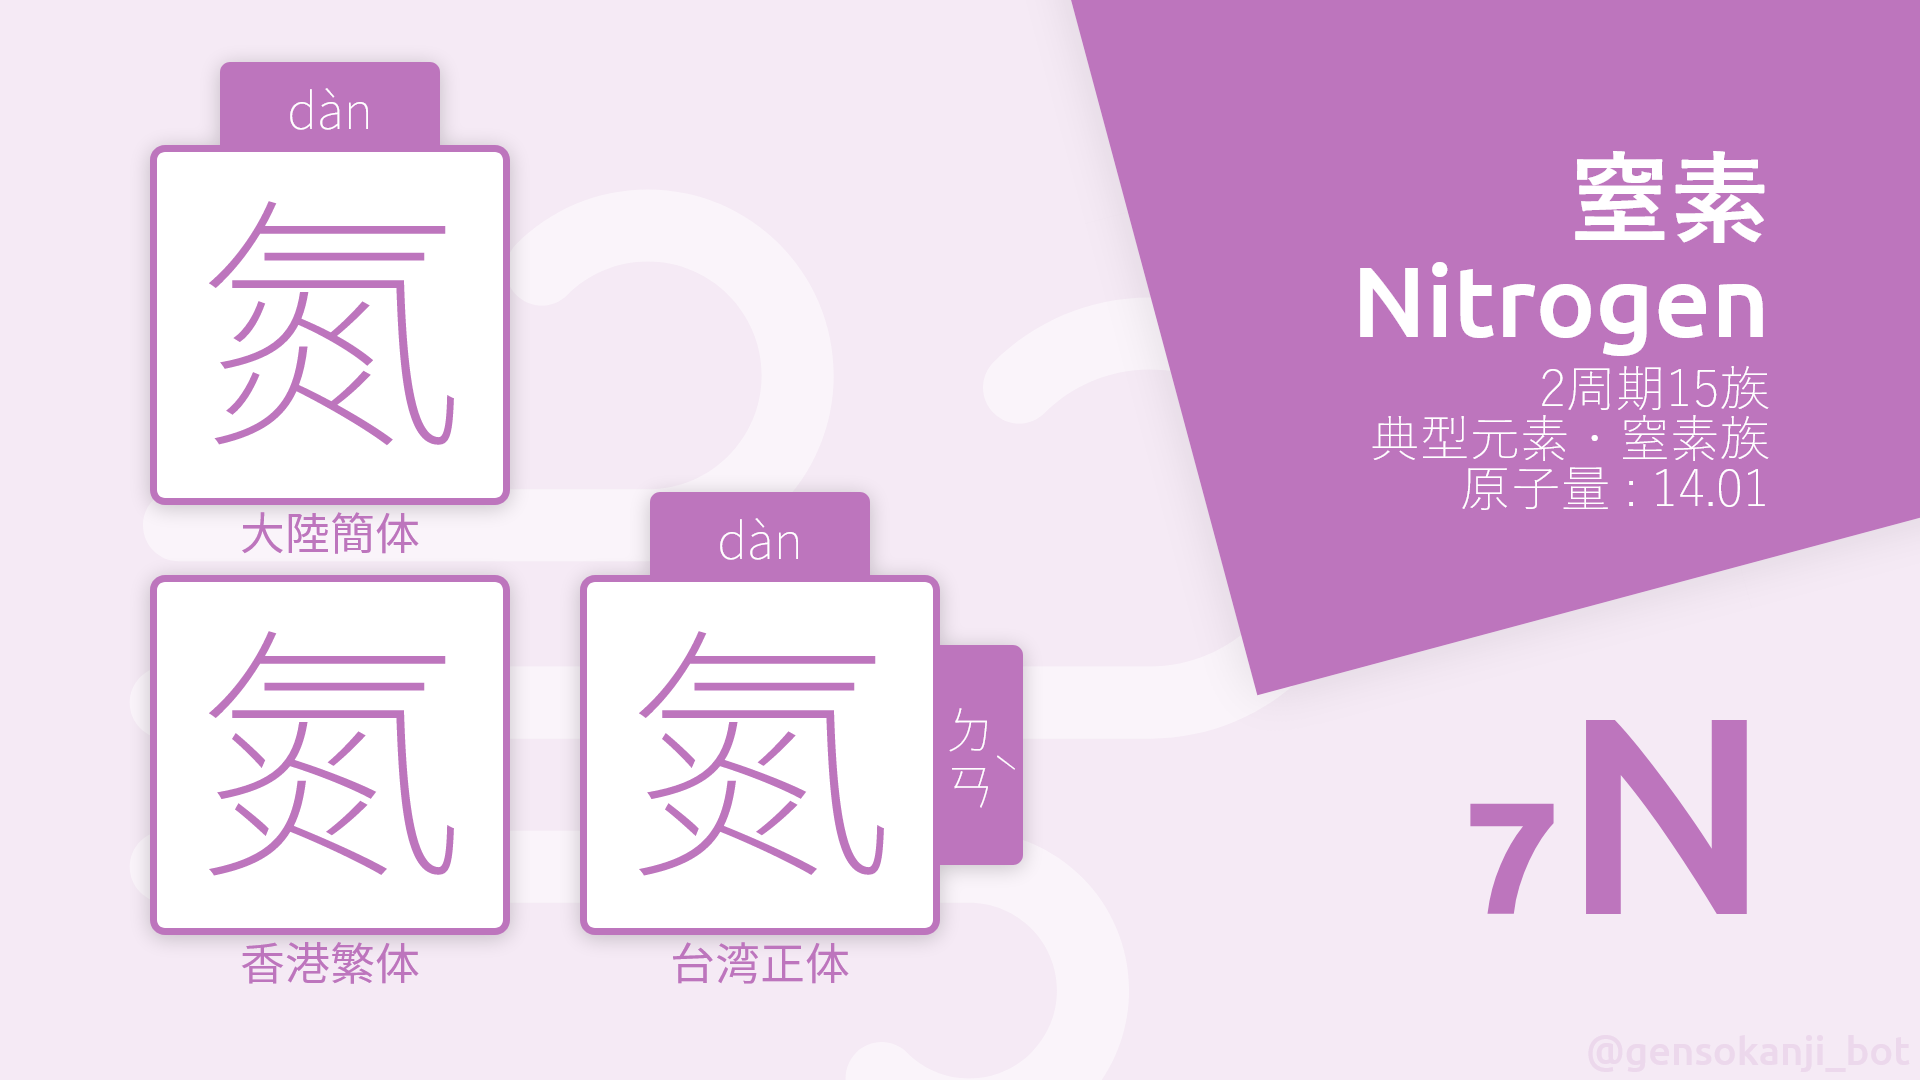 dàn
氮
大陸簡体
氮
香港繁体
dàn
氮
ㄉㄢˋ
台湾正体
窒素
Nitrogen
2周期15族
典型元素・窒素族
原子量：14.01
7N
@gensokanji_bot